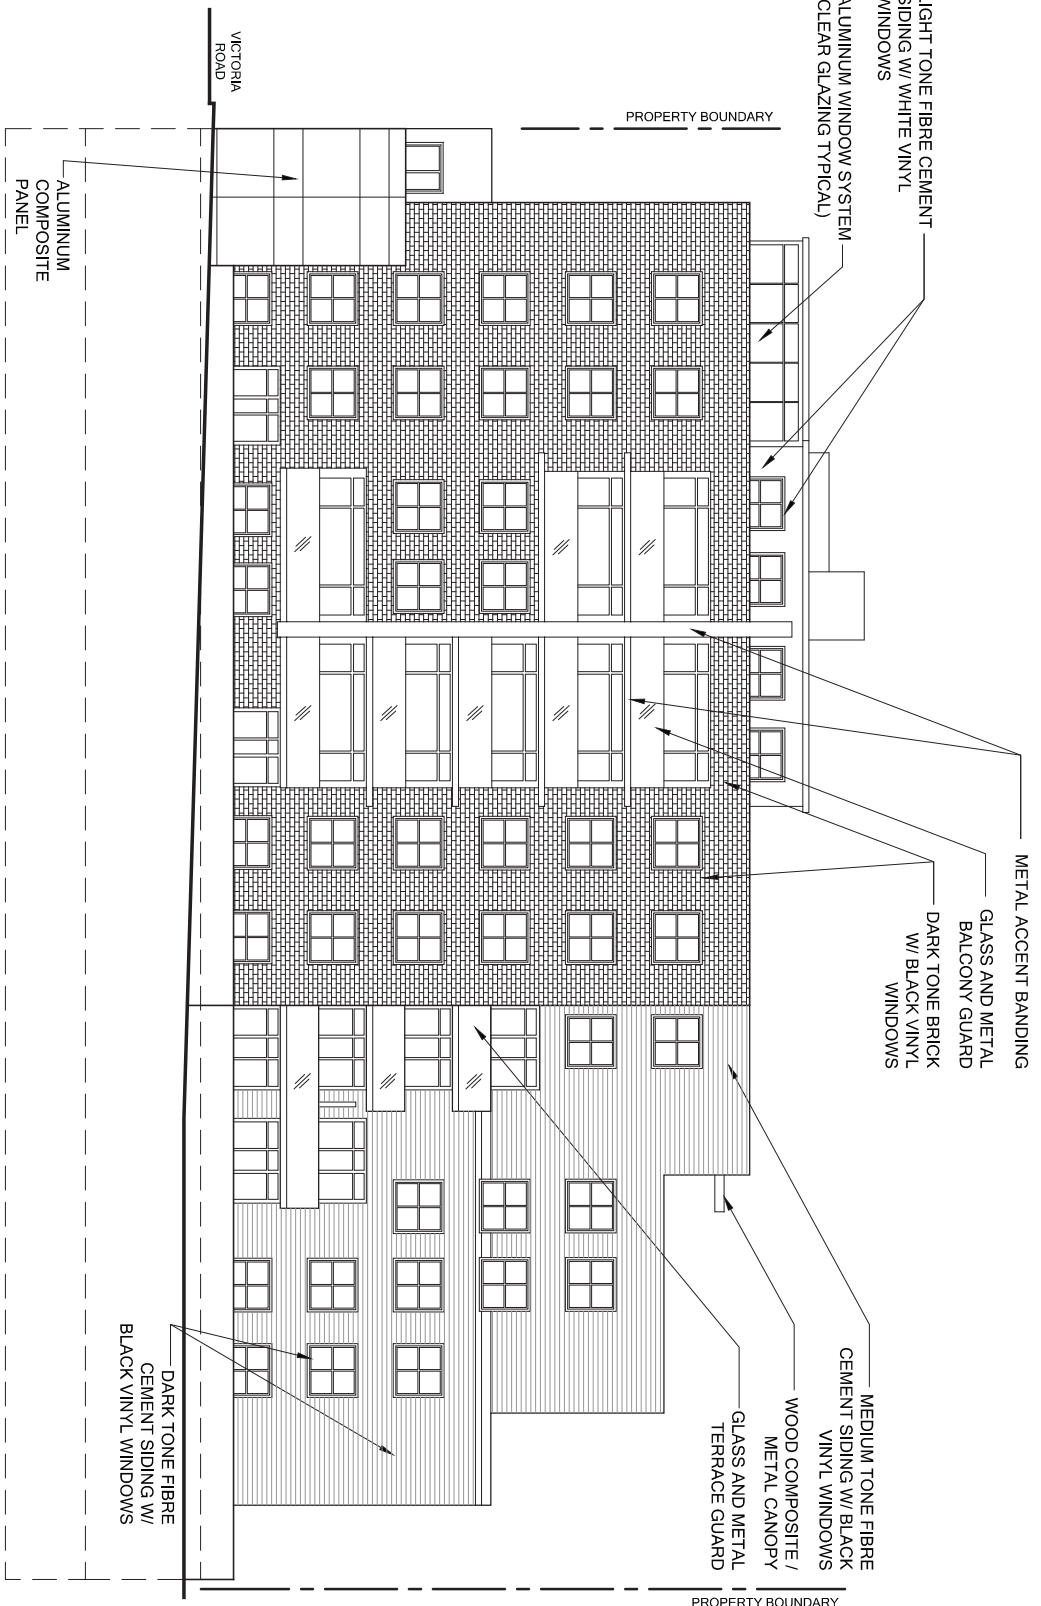 LIGHT TONE FIBRE CEMENT
SIDING W/ WHITE VINYL
WINDOWS
ALUMINUM WINDOW SYSTEM
(CLEAR GLAZING TYPICAL)
METAL ACCENT BANDING
GLASS AND METAL
BALCONY GUARD
DARK TONE BRICK
W/ BLACK VINYL
WINDOWS
MEDIUM TONE FIBRE
CEMENT SIDING W/ BLACK
VINYL WINDOWS
WOOD COMPOSITE /
METAL CANOPY
GLASS AND METAL
TERRACE GUARD
PROPERTY BOUNDARY
PROPERTY BOUNDARY
VICTORIA
ROAD
ALUMINUM
COMPOSITE
PANEL
DARK TONE FIBRE
CEMENT SIDING W/
BLACK VINYL WINDOWS